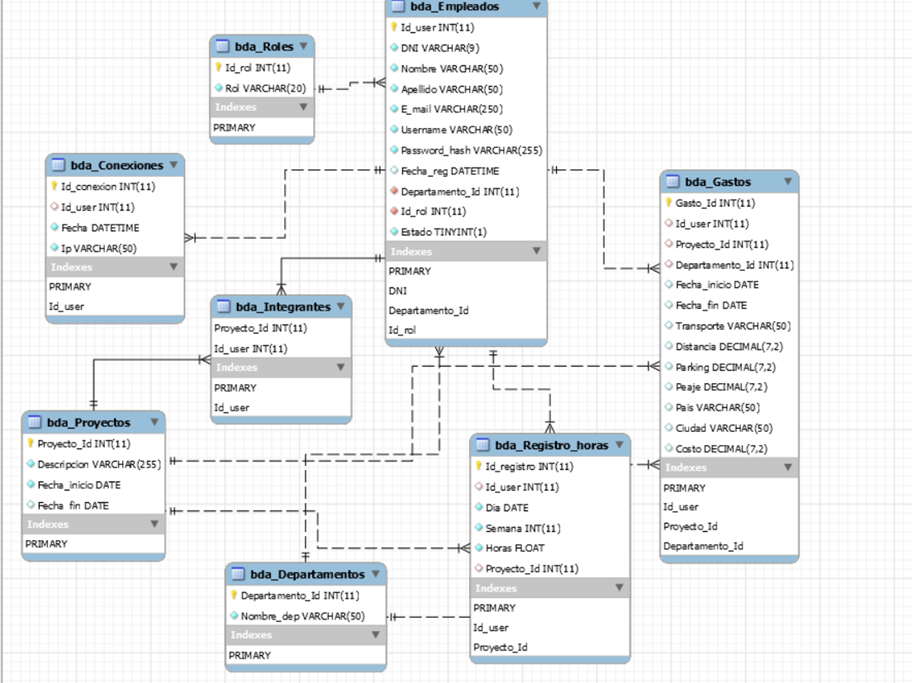 bda_Empleados
Id_user INT(11)
DNI VARCHAR(9)
Nombre VARCHAR(50)
Apellido VARCHAR(50)
E_mail VARCHAR(250)
Username VARCHAR(50)
Password_hash VARCHAR(255)
Fecha_reg DATETIME
Departamento_Id INT(11)
Id_rol INT(11)
Estado TINYINT(1)
Indexes
PRIMARY
DNI
Departamento_Id
Id_rol
bda_Roles
Id_rol INT(11)
Rol VARCHAR(20)
Indexes
PRIMARY
bda_Conexiones
Id_conexion INT(11)
Id_user INT(11)
Fecha DATETIME
Ip VARCHAR(50)
Indexes
PRIMARY
Id_user
bda_Gastos
Gasto_Id INT(11)
Id_user INT(11)
Proyecto_Id INT(11)
Departamento_Id INT(11)
Fecha_inicio DATE
Fecha_fin DATE
Transporte VARCHAR(50)
Distancia DECIMAL(7,2)
Parking DECIMAL(7,2)
Peaje DECIMAL(7,2)
Pais VARCHAR(50)
Ciudad VARCHAR(50)
Costo DECIMAL(7,2)
Indexes
PRIMARY
Id_user
Proyecto_Id
Departamento_Id
bda_Integrantes
Proyecto_Id INT(11)
Id_user INT(11)
Indexes
PRIMARY
Id_user
bda_Proyectos
Proyecto_Id INT(11)
Descripcion VARCHAR(255)
Fecha_inicio DATE
Fecha_fin DATE
Indexes
PRIMARY
bda_Registro_horas
Id_registro INT(11)
Id_user INT(11)
Dia DATE
Semana INT(11)
Horas FLOAT
Proyecto_Id INT(11)
Indexes
PRIMARY
Id_user
Proyecto_Id
bda_Departamentos
Departamento_Id INT(11)
Nombre_dep VARCHAR(50)
Indexes
PRIMARY